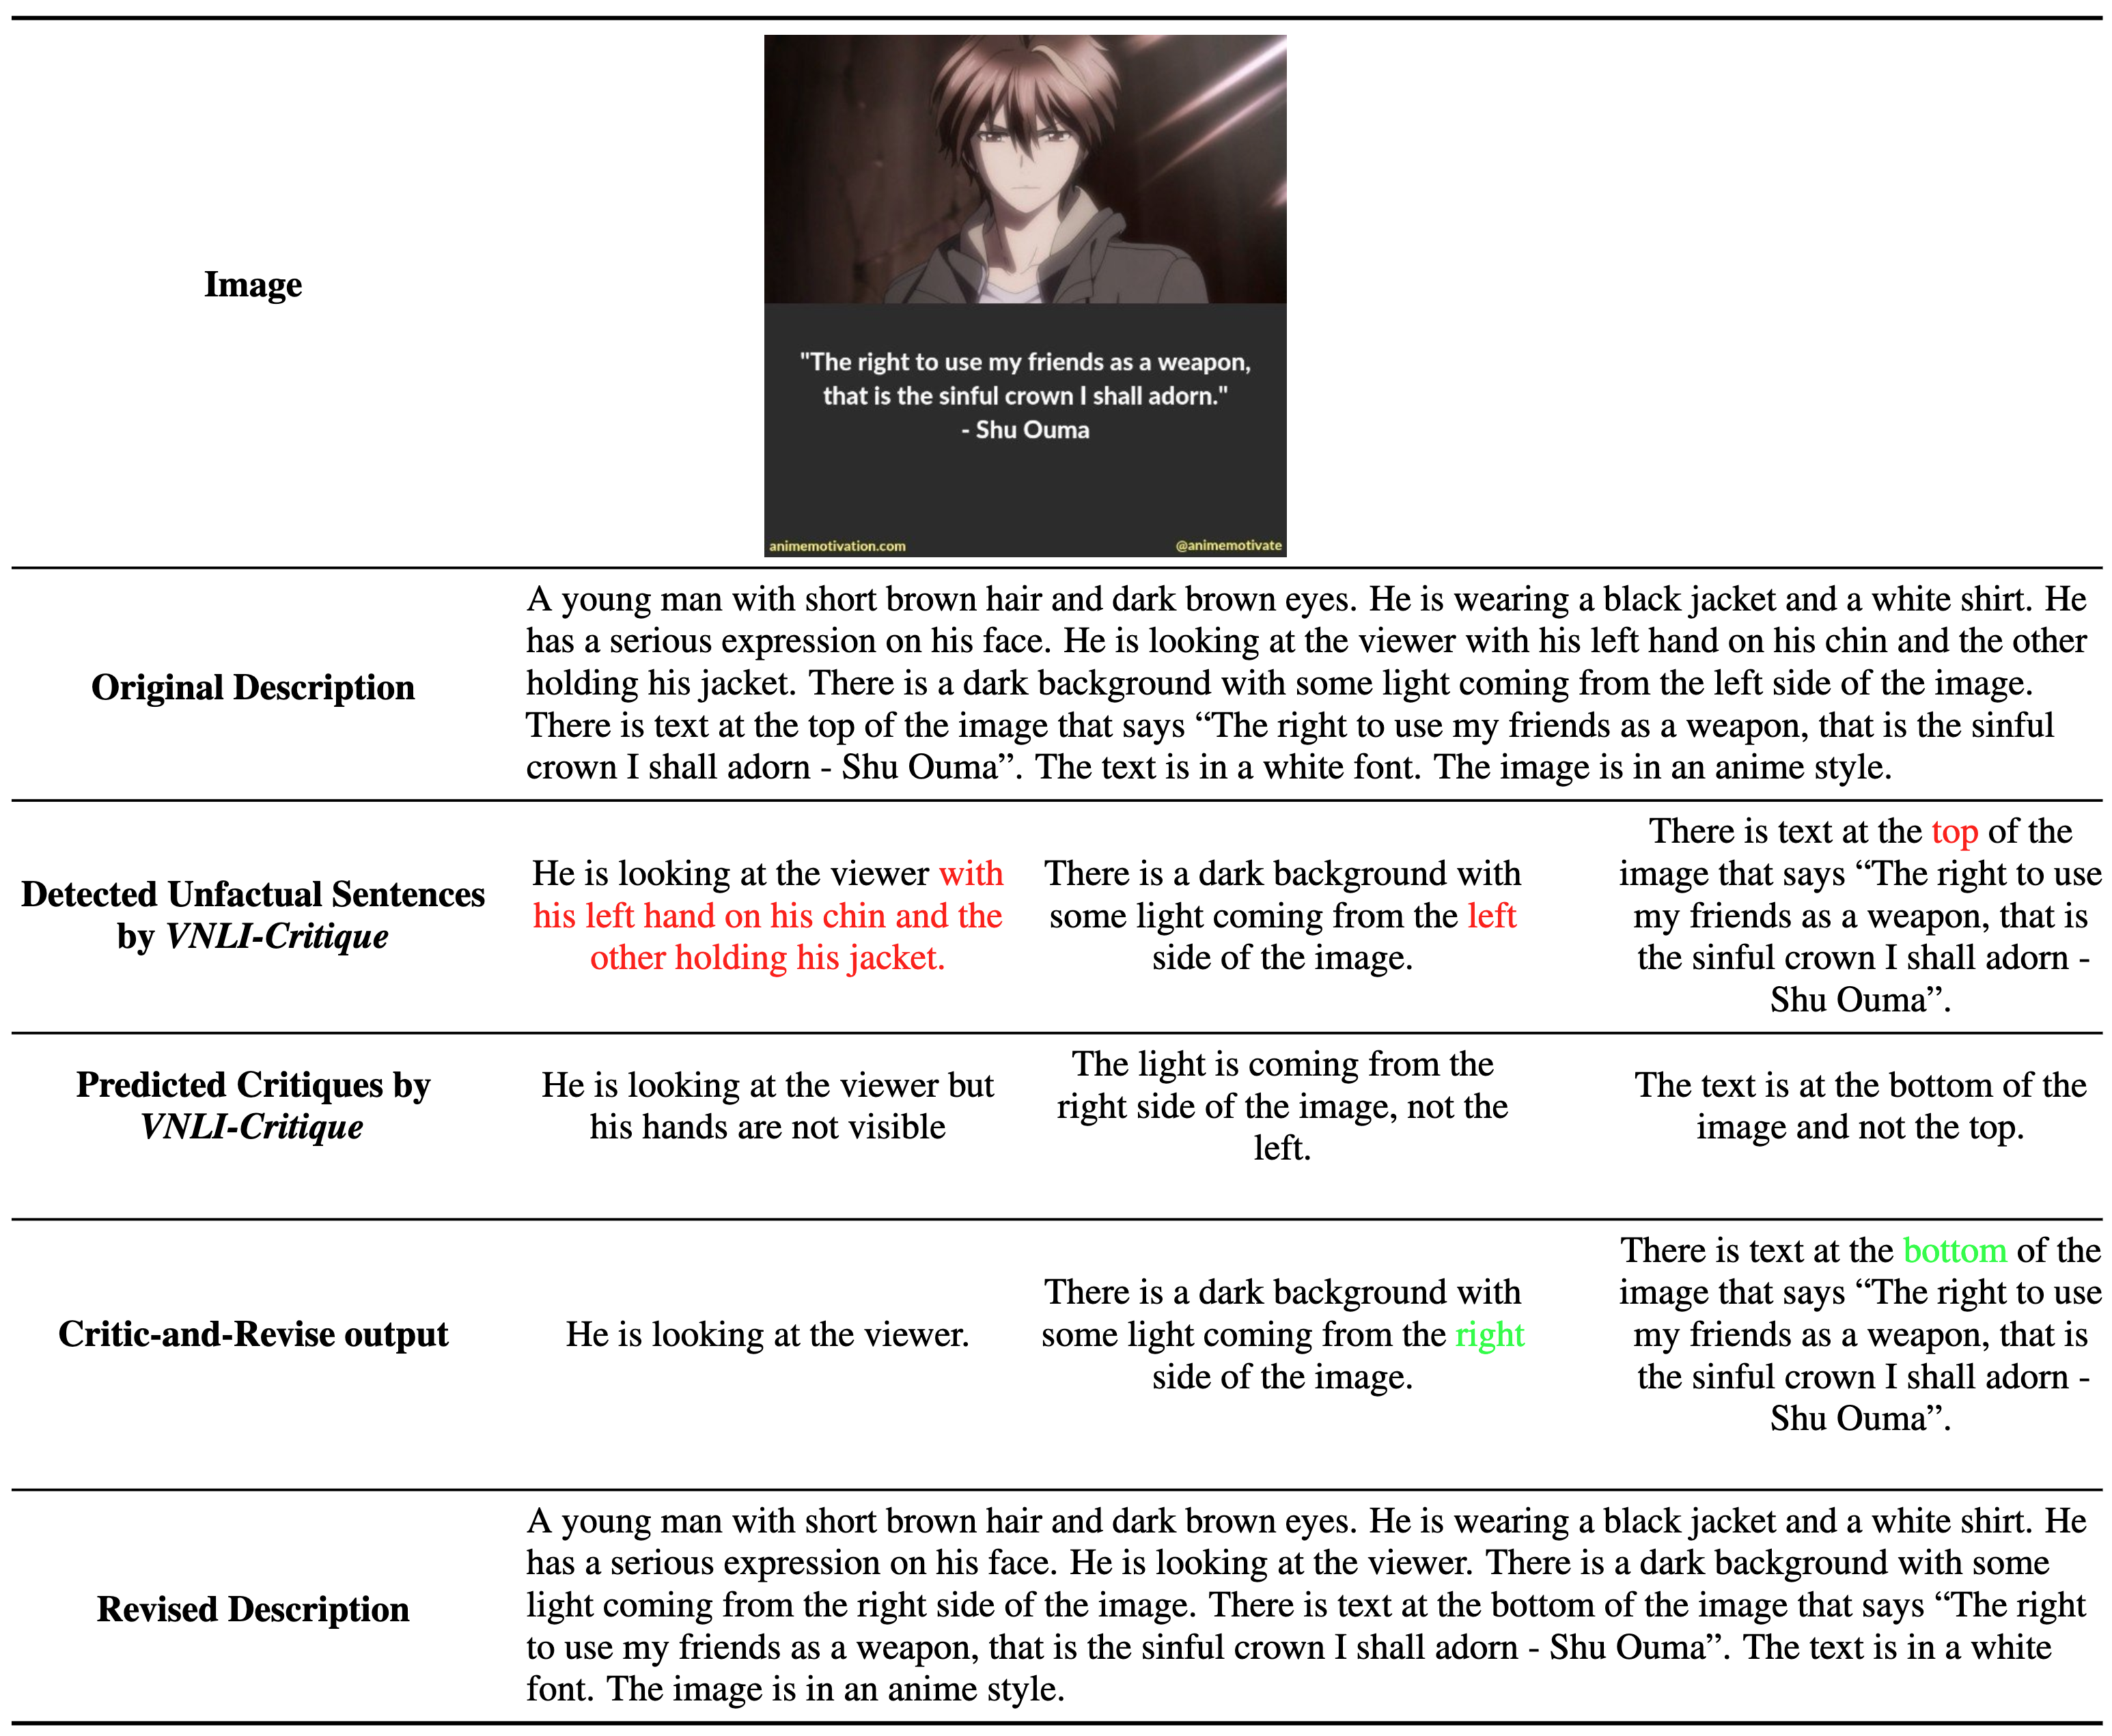 Image
"The right to use my friends as a weapon,
that is the sinful crown I shall adorn."
- Shu Ouma
animemotivation.com
@animemotivate
Original Description
A young man with short brown hair and dark brown eyes. He is wearing a black jacket and a white shirt. He
has a serious expression on his face. He is looking at the viewer with his left hand on his chin and the other
holding his jacket. There is a dark background with some light coming from the left side of the image.
There is text at the top of the image that says “The right to use my friends as a weapon, that is the sinful
crown I shall adorn - Shu Ouma”. The text is in a white font. The image is in an anime style.
Detected Unfactual Sentences
by VNLI-Critique
He is looking at the viewer with
his left hand on his chin and the
other holding his jacket.
There is a dark background with
some light coming from the left
side of the image.
There is text at the top of the
image that says “The right to use
my friends as a weapon, that is
the sinful crown I shall adorn -
Shu Ouma”.
Predicted Critiques by
VNLI-Critique
He is looking at the viewer but
his hands are not visible
The light is coming from the
right side of the image, not the
left.
The text is at the bottom of the
image and not the top.
Critic-and-Revise output
He is looking at the viewer.
There is a dark background with
some light coming from the right
side of the image.
There is text at the bottom of the
image that says “The right to use
my friends as a weapon, that is
the sinful crown I shall adorn -
Shu Ouma”.
Revised Description
A young man with short brown hair and dark brown eyes. He is wearing a black jacket and a white shirt. He
has a serious expression on his face. He is looking at the viewer. There is a dark background with some
light coming from the right side of the image. There is text at the bottom of the image that says “The right
to use my friends as a weapon, that is the sinful crown I shall adorn - Shu Ouma”. The text is in a white
font. The image is in an anime style.